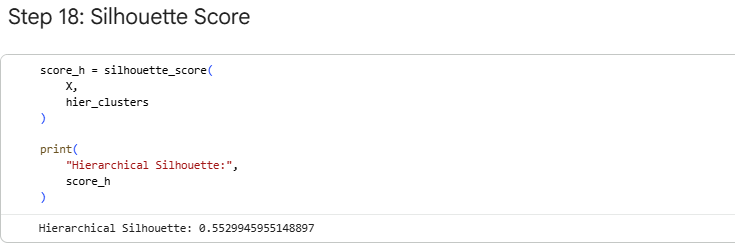 Step 18: Silhouette Score
score_h = silhouette_score(
    X,
    hier_clusters
)
print(
    "Hierarchical Silhouette:",
    score_h
)
Hierarchical Silhouette: 0.5529945955148897